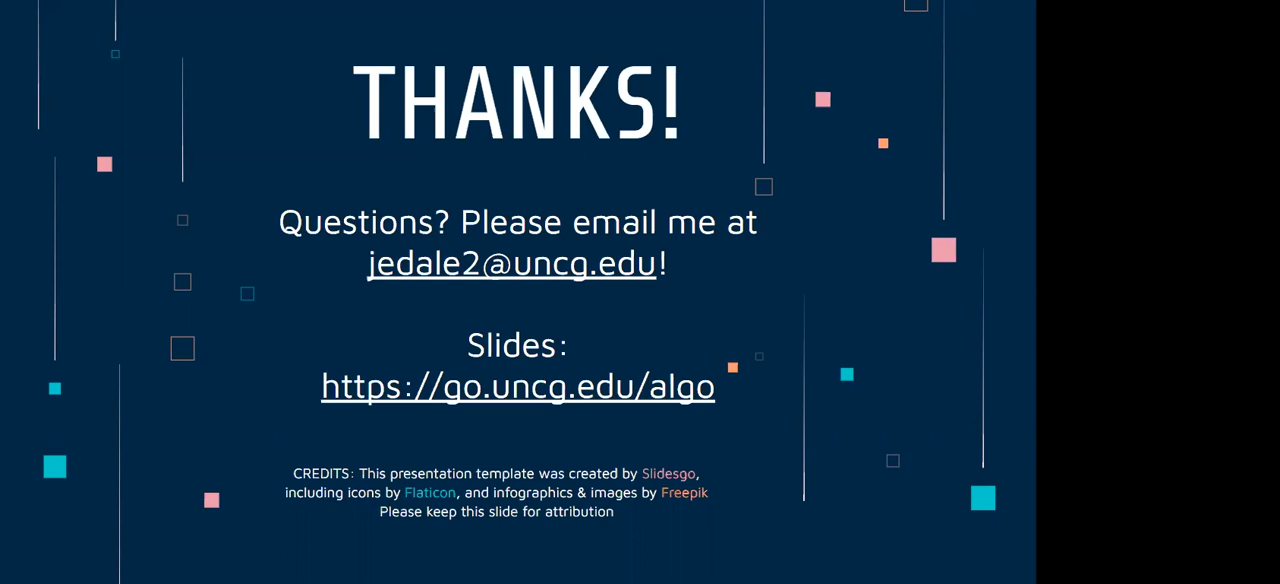 THANKS!
Questions? Please email me at
jedale2@uncg.edu!
Slides:
https://go.uncg.edu/algo
CREDITS: This presentation template was created by Slidesgo,
including icons by Flaticon, and infographics & images by Freepik
Please keep this slide for attribution